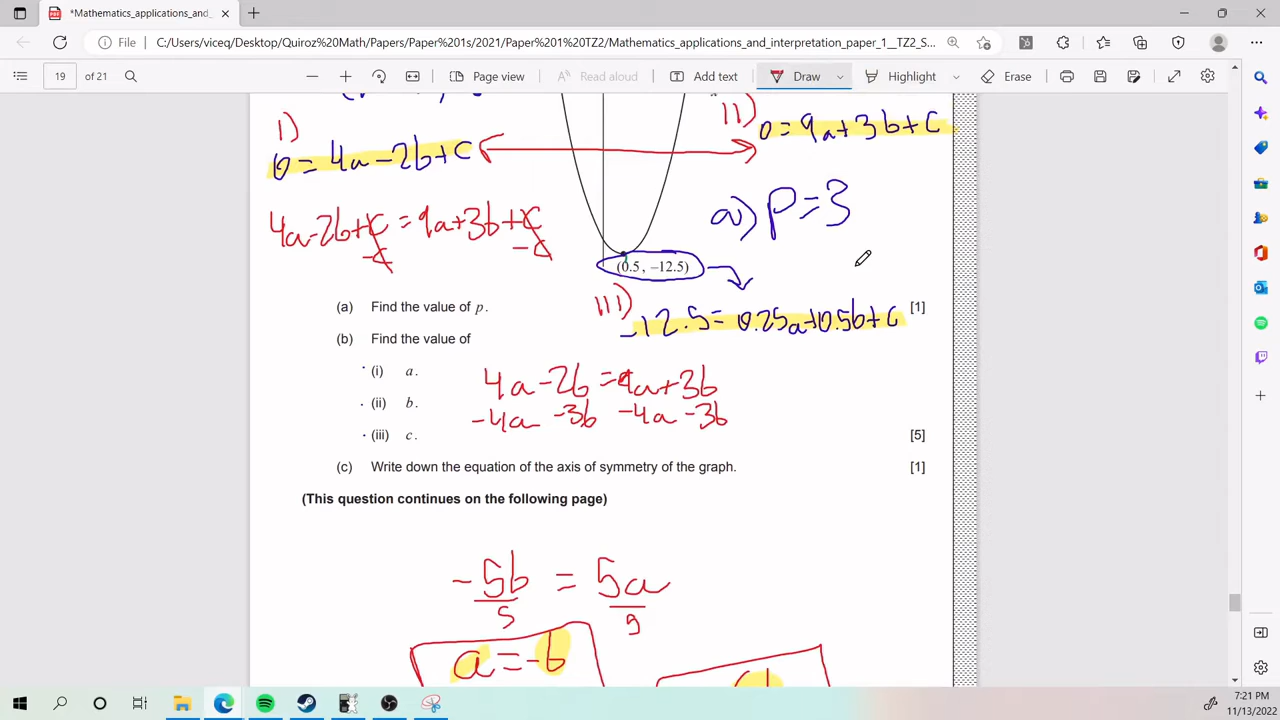 *Mathematics_applications_and_
C:/Users/viceq/Desktop/Quiroz Math/Papers/Paper 1s/2021/Paper%201%20TZ2/Mathematics_applications_and_interpretation_paper_1__TZ2_S...
File
19 of 21
Page view
Read aloud
Add text
Draw
Highlight
Erase
I)
0 = 4a-2b+c
II)
0 = 9a+3b+c
4a-2b+c = 9a+3b+c
-c -c
a) p=3
(0.5, −12.5)
III)
-12.5 = 0.25a+0.5b+c
(a) Find the value of p. [1]
(b) Find the value of
(i) a.
(ii) b.
(iii) c. [5]
4a-2b = 9a+3b
-4a -3b -4a -3b
(c) Write down the equation of the axis of symmetry of the graph. [1]
(This question continues on the following page)
-5b = 5a
5 5
a = -b
7:21 PM
11/13/2022